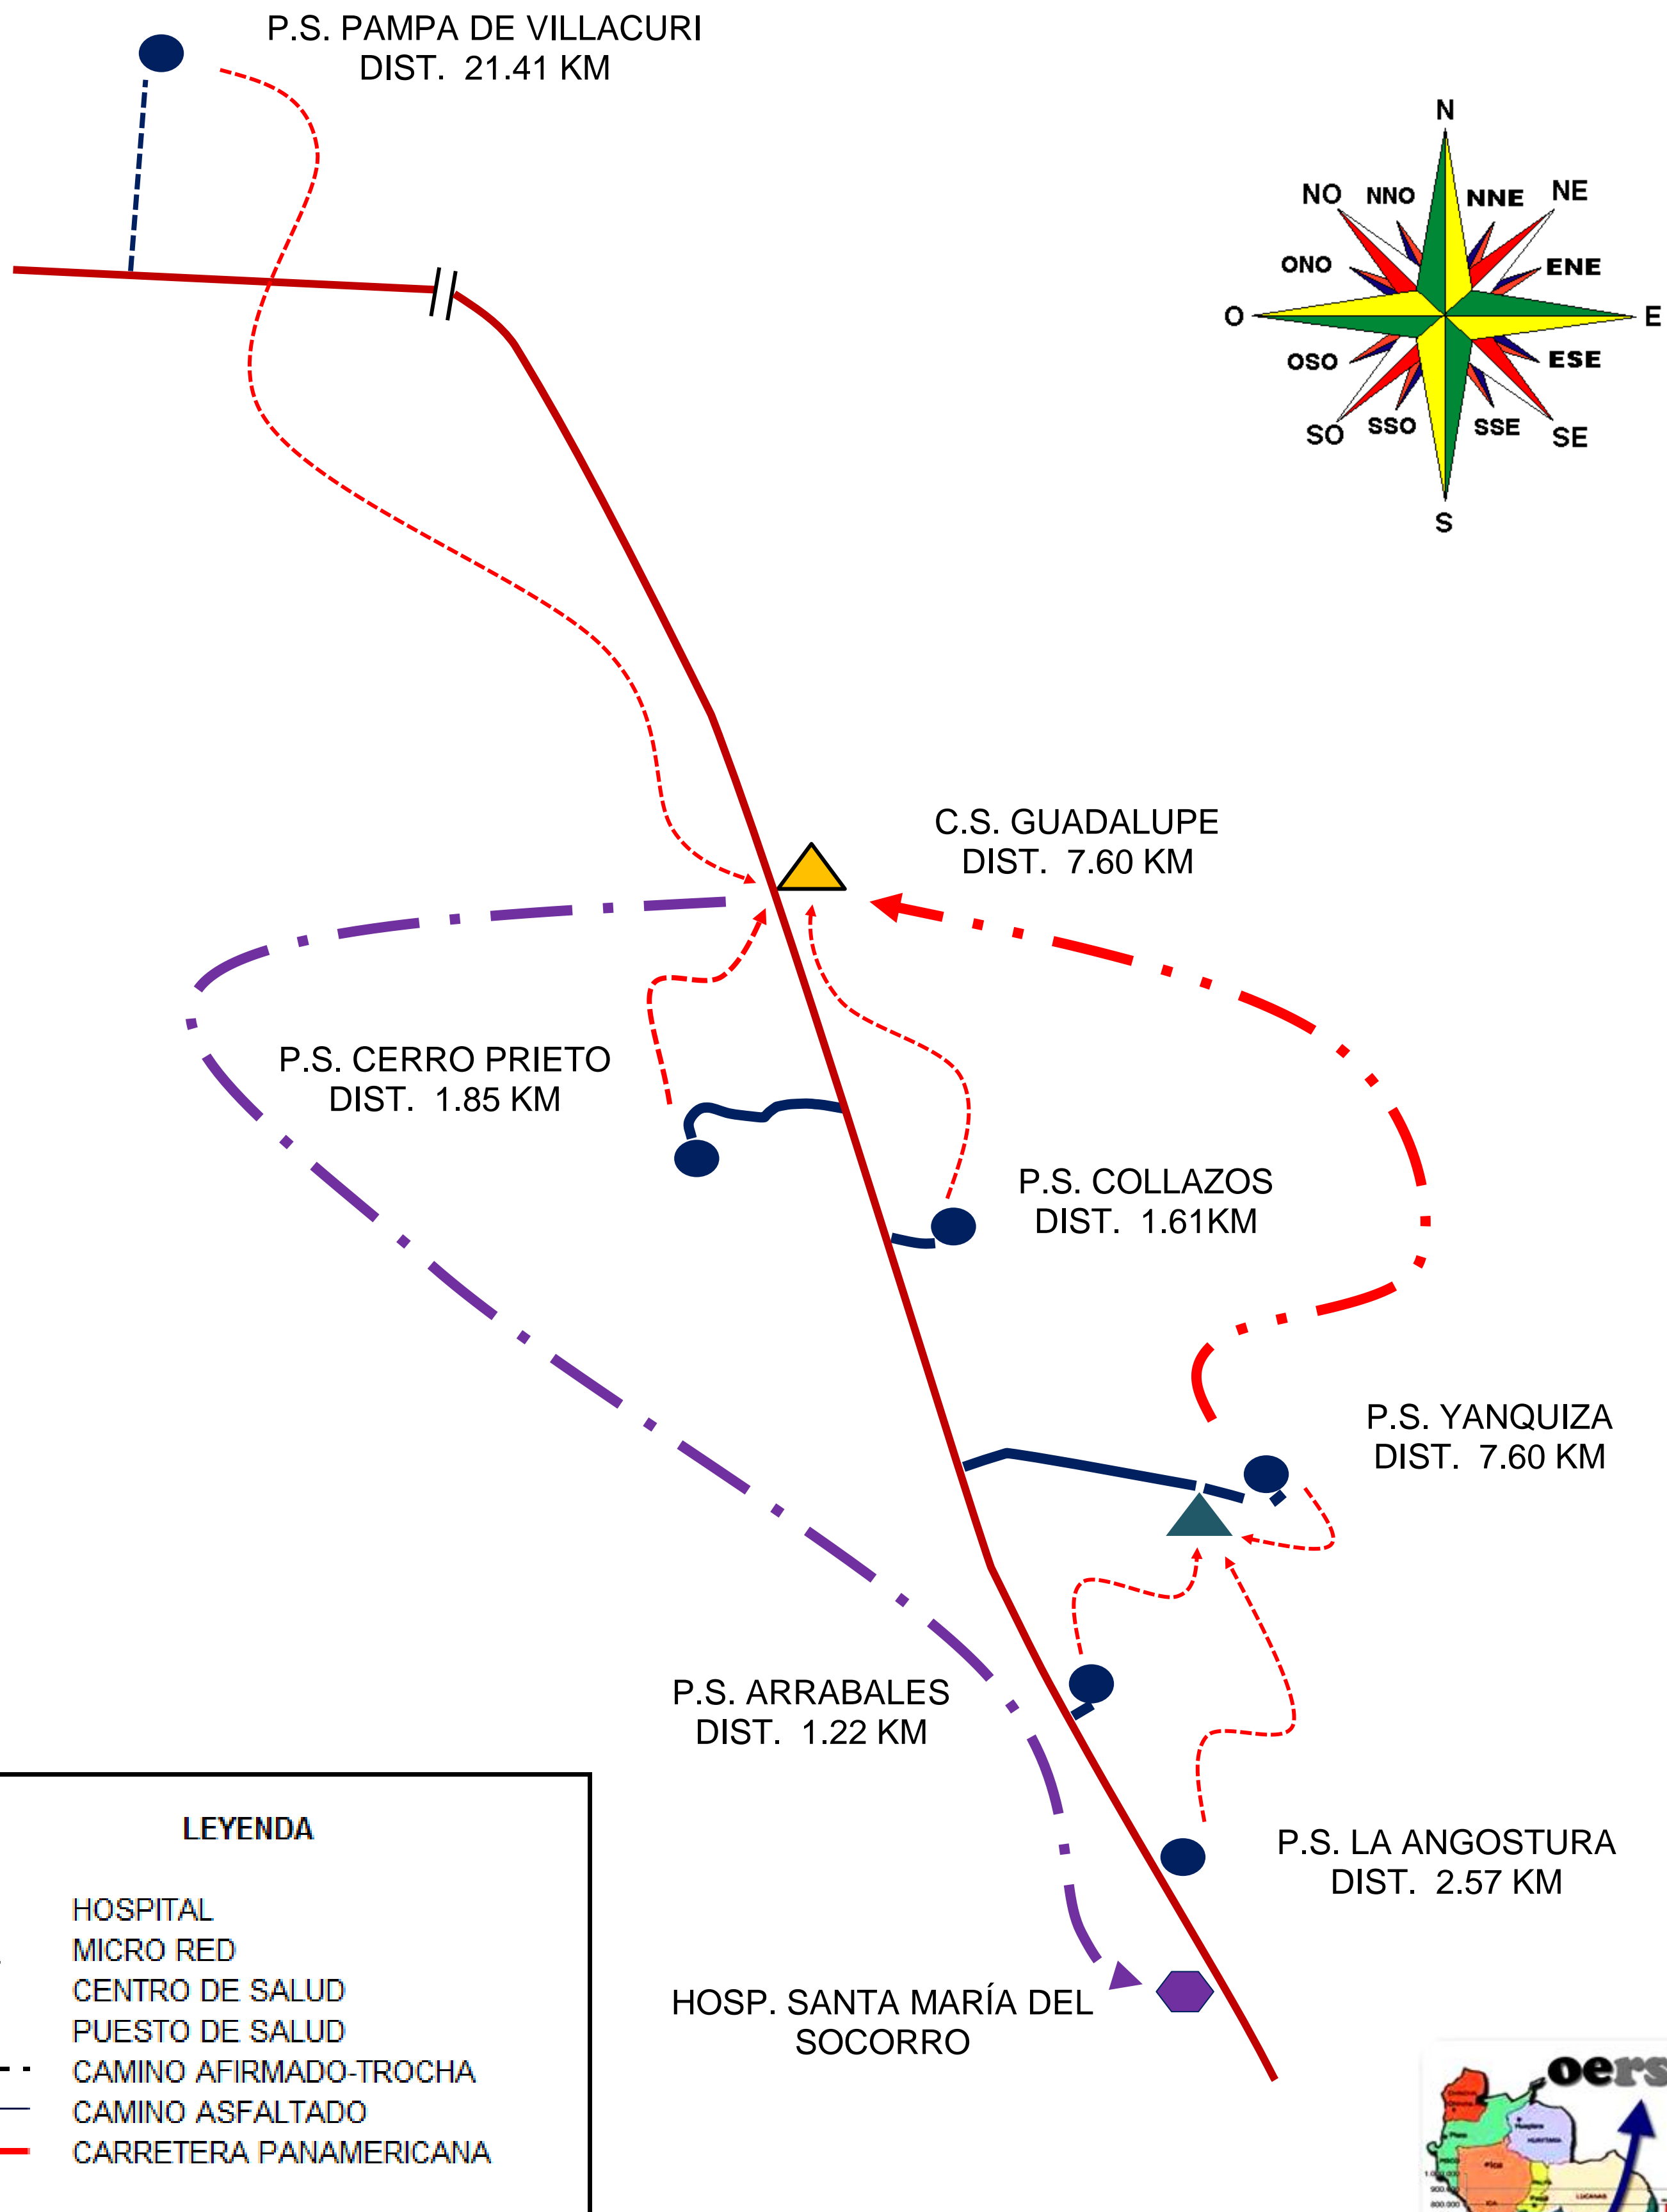 P.S. PAMPA DE VILLACURI
DIST. 21.41 KM
N
NO
NNO
NNE
NE
ONO
ENE
O
E
OSO
ESE
SO
SSO
SSE
SE
S
C.S. GUADALUPE
DIST. 7.60 KM
P.S. CERRO PRIETO
DIST. 1.85 KM
P.S. COLLAZOS
DIST. 1.61KM
P.S. YANQUIZA
DIST. 7.60 KM
P.S. ARRABALES
DIST. 1.22 KM
P.S. LA ANGOSTURA
DIST. 2.57 KM
HOSP. SANTA MARÍA DEL
SOCORRO
LEYENDA
HOSPITAL
MICRO RED
CENTRO DE SALUD
PUESTO DE SALUD
CAMINO AFIRMADO-TROCHA
CAMINO ASFALTADO
CARRETERA PANAMERICANA
oers